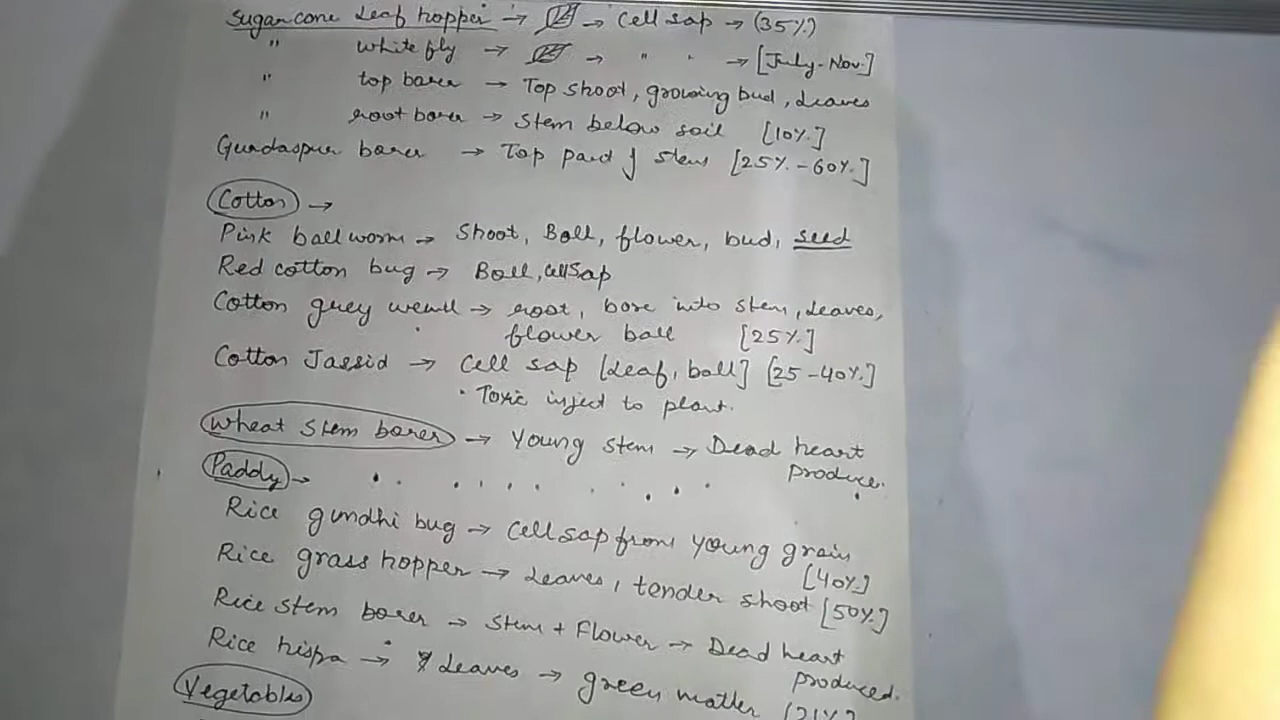 Sugarcane Leaf hopper → → Cell sap → (35%)
" white fly → → " " → [July-Nov.]
" top borer → Top shoot, growing bud, Leaves
" root borer → Stem below soil [10%]
Gurdaspur borer → Top part of stem [25% - 60%]
Cotton →
Pink ballworm → Shoot, Boll, flower, bud, seed
Red cotton bug → Boll, cell sap
Cotton grey weevil → root, bore into stem, Leaves,
flower ball [25%]
Cotton Jassid → Cell sap [Leaf, ball] [25 - 40%]
• Toxic inject to plant.
Wheat Stem borer → Young stem → Dead heart
produce.
Paddy →
Rice gundhi bug → Cell sap from young grain
[40%]
Rice grass hopper → Leaves, tender shoot [50%]
Rice stem borer → Stem + Flower → Dead heart
produced.
Rice hispa → Leaves → green matter
Vegetables